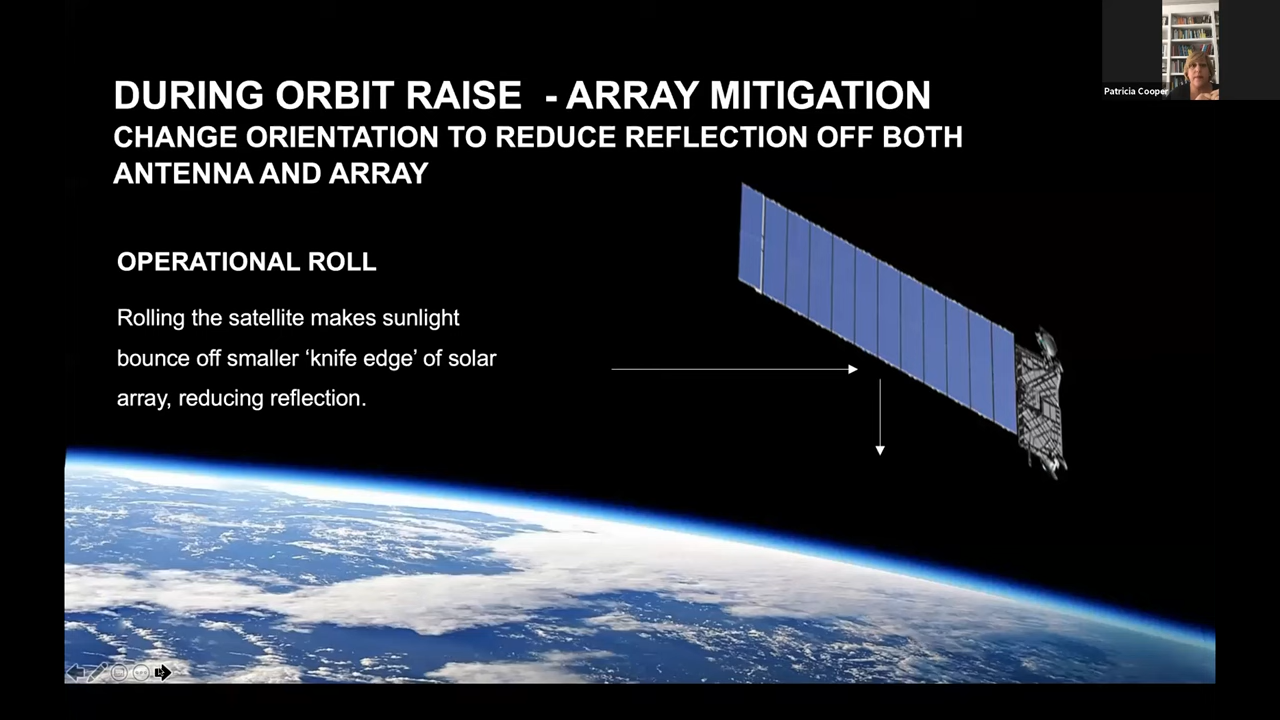 DURING ORBIT RAISE - ARRAY MITIGATION
CHANGE ORIENTATION TO REDUCE REFLECTION OFF BOTH
ANTENNA AND ARRAY
OPERATIONAL ROLL
Rolling the satellite makes sunlight
bounce off smaller ‘knife edge’ of solar
array, reducing reflection.
Patricia Cooper